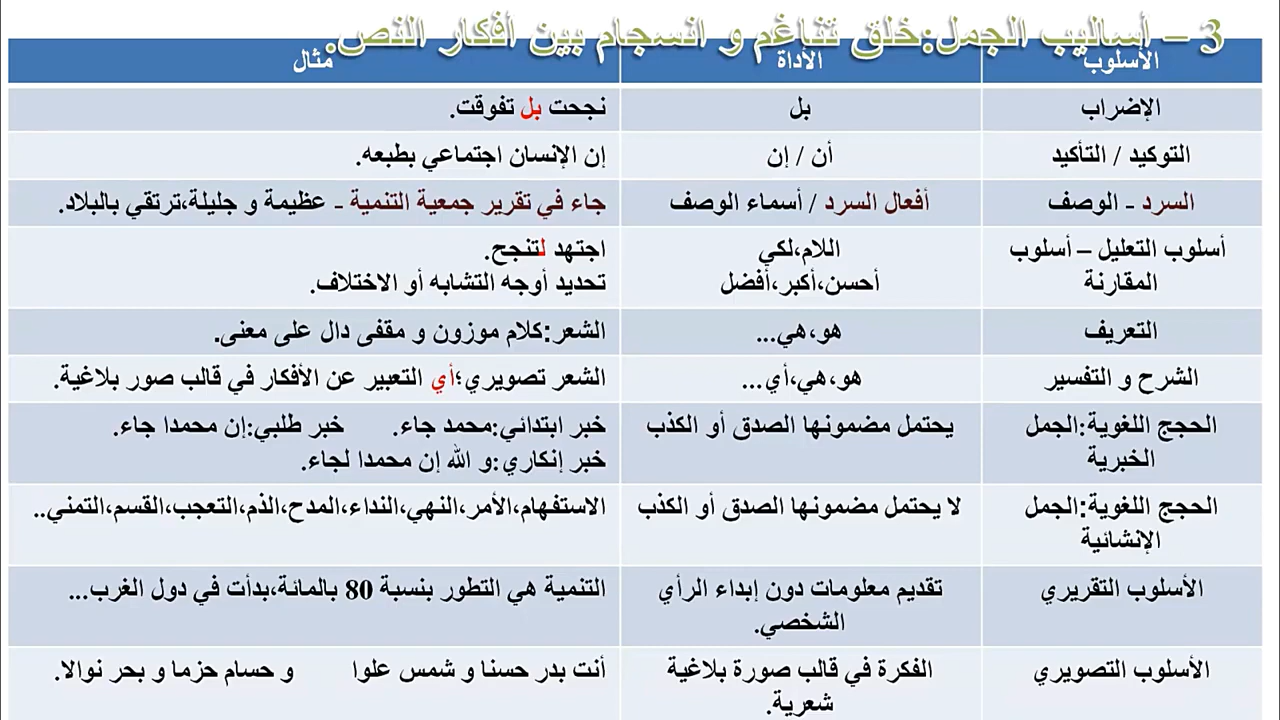 3 – أساليب الجمل:خلق تناغم و انسجام بين أفكار النص.
الأسلوب الأداة مثال
الإضراب بل نجحت بل تفوقت.
التوكيد / التأكيد أن / إن إن الإنسان اجتماعي بطبعه.
السرد - الوصف أفعال السرد / أسماء الوصف جاء في تقرير جمعية التنمية - عظيمة و جليلة،ترتقي بالبلاد.
أسلوب التعليل – أسلوب اللام،لكي اجتهد لتنجح.
المقارنة أحسن،أكبر،أفضل تحديد أوجه التشابه أو الاختلاف.
التعريف هو،هي... الشعر:كلام موزون و مقفى دال على معنى.
الشرح و التفسير هو،هي،أي... الشعر تصويري؛أي التعبير عن الأفكار في قالب صور بلاغية.
الحجج اللغوية:الجمل يحتمل مضمونها الصدق أو الكذب خبر ابتدائي:محمد جاء. خبر طلبي:إن محمدا جاء.
الخبرية خبر إنكاري:و الله إن محمدا لجاء.
الحجج اللغوية:الجمل لا يحتمل مضمونها الصدق أو الكذب الاستفهام،الأمر،النهي،النداء،المدح،الذم،التعجب،القسم،التمني..
الإنشائية
الأسلوب التقريري تقديم معلومات دون إبداء الرأي التنمية هي التطور بنسبة 80 بالمائة،بدأت في دول الغرب...
الشخصي.
الأسلوب التصويري الفكرة في قالب صورة بلاغية أنت بدر حسنا و شمس علوا و حسام حزما و بحر نوالا.
شعرية.